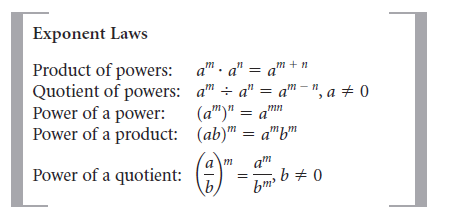 Exponent Laws
Product of powers: aᵐ · aⁿ = aᵐ ⁺ ⁿ
Quotient of powers: aᵐ ÷ aⁿ = aᵐ ⁻ ⁿ, a ≠ 0
Power of a power: (aᵐ)ⁿ = aᵐⁿ
Power of a product: (ab)ᵐ = aᵐbᵐ
Power of a quotient: (a/b)ᵐ = aᵐ/bᵐ, b ≠ 0